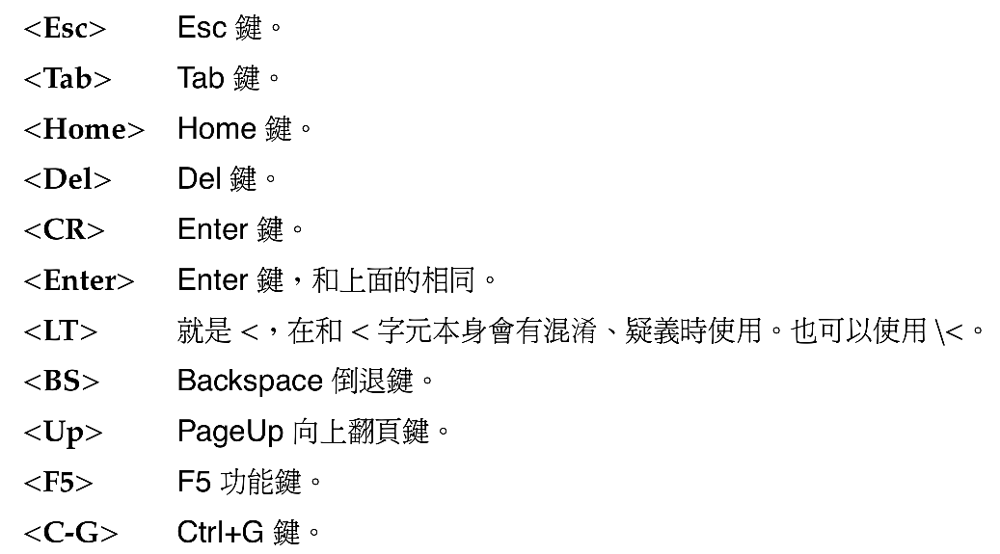 <Esc> Esc 鍵。
<Tab> Tab 鍵。
<Home> Home 鍵。
<Del> Del 鍵。
<CR> Enter 鍵。
<Enter> Enter 鍵，和上面的相同。
<LT> 就是 <，在和 < 字元本身會有混淆、疑義時使用。也可以使用 \<。
<BS> Backspace 倒退鍵。
<Up> PageUp 向上翻頁鍵。
<F5> F5 功能鍵。
<C-G> Ctrl+G 鍵。